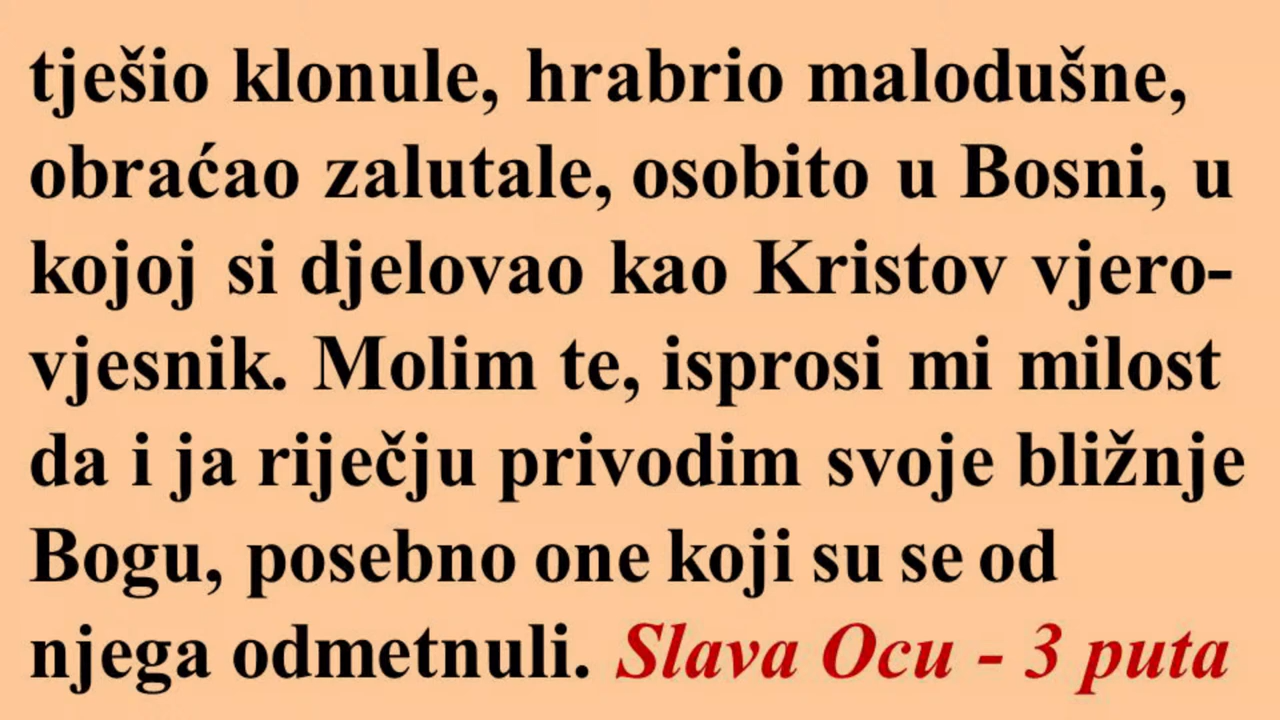 tješio klonule, hrabrio malodušne,
obraćao zalutale, osobito u Bosni, u
kojoj si djelovao kao Kristov vjero-
vjesnik. Molim te, isprosi mi milost
da i ja riječju privodim svoje bližnje
Bogu, posebno one koji su se od
njega odmetnuli. Slava Ocu - 3 puta